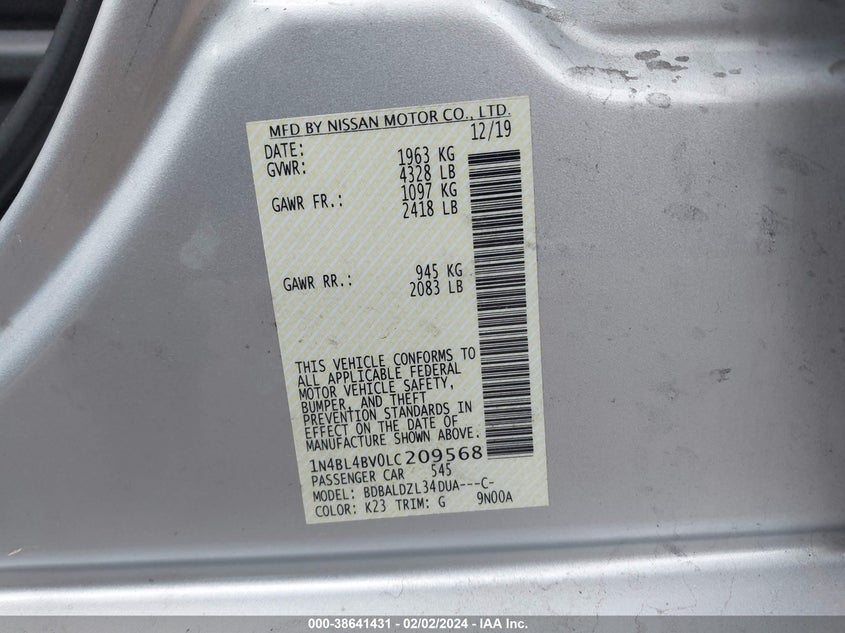 MFD BY NISSAN MOTOR CO., LTD.
DATE: 12/19
GVWR: 1963 KG
4328 LB
GAWR FR.: 1097 KG
2418 LB
GAWR RR.: 945 KG
2083 LB
THIS VEHICLE CONFORMS TO
ALL APPLICABLE FEDERAL
MOTOR VEHICLE SAFETY,
BUMPER, AND THEFT
PREVENTION STANDARDS IN
EFFECT ON THE DATE OF
MANUFACTURE SHOWN ABOVE.
1N4BL4BV0LC209568
PASSENGER CAR 545
MODEL: BDBALDZL34DUA---C-
COLOR: K23 TRIM: G 9N00A
000-38641431 — 02/02/2024 — IAA Inc.